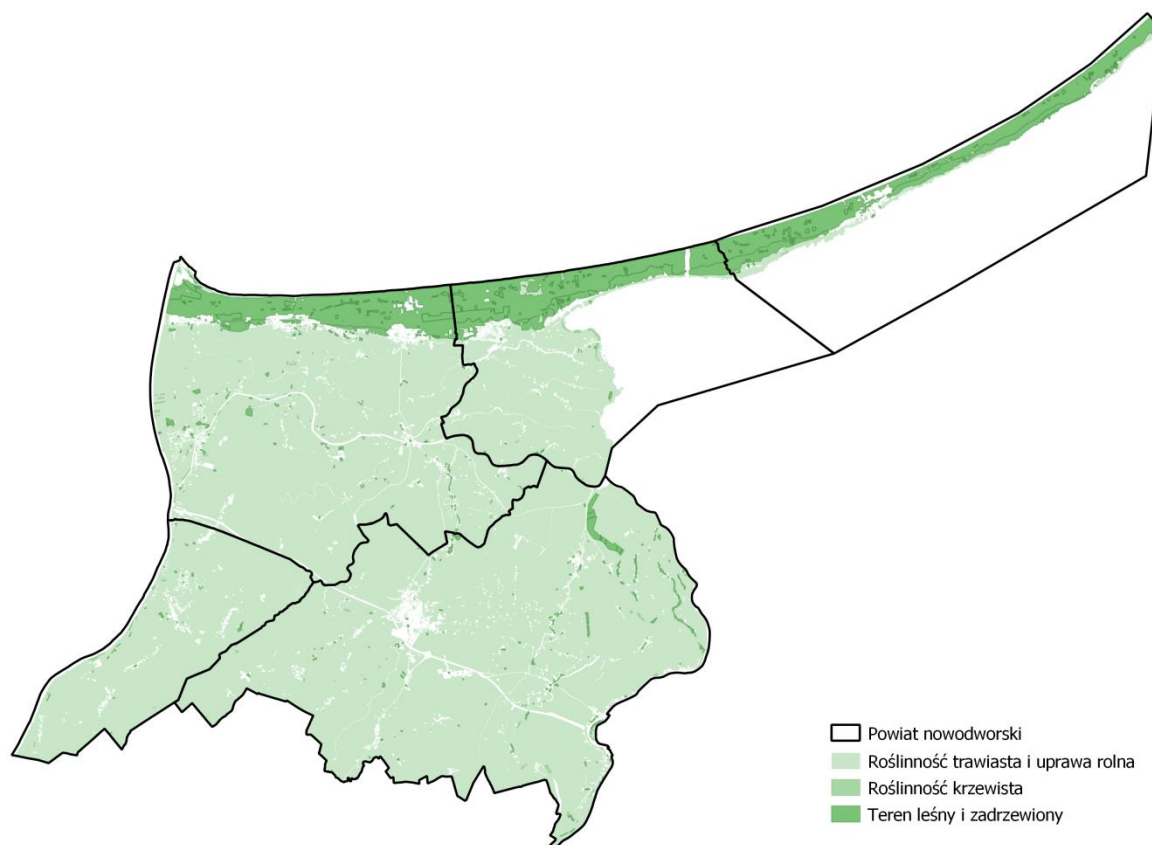 Powiat nowodworski
Roślinność trawiasta i uprawa rolna
Roślinność krzewista
Teren leśny i zadrzewiony